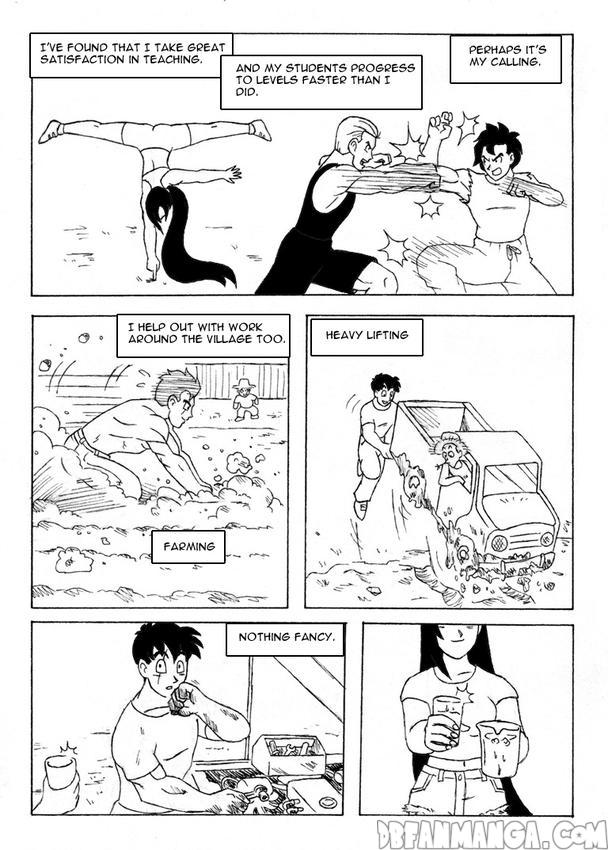 I'VE FOUND THAT I TAKE GREAT
SATISFACTION IN TEACHING.
AND MY STUDENTS PROGRESS
TO LEVELS FASTER THAN I
DID.
PERHAPS IT'S
MY CALLING.
I HELP OUT WITH WORK
AROUND THE VILLAGE TOO.
FARMING
HEAVY LIFTING
NOTHING FANCY.
DBFANMANGA.COM